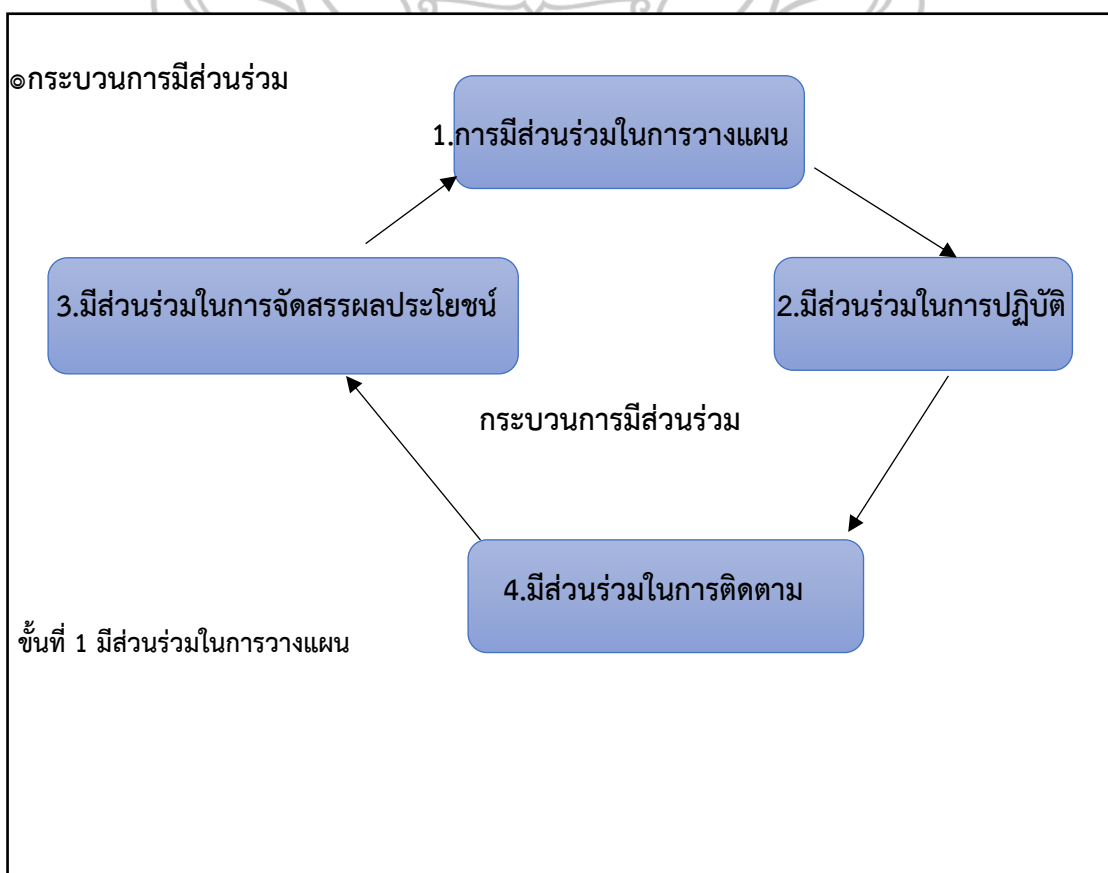 ๏กระบวนการมีส่วนร่วม
1.การมีส่วนร่วมในการวางแผน
3.มีส่วนร่วมในการจัดสรรผลประโยชน์
2.มีส่วนร่วมในการปฏิบัติ
กระบวนการมีส่วนร่วม
4.มีส่วนร่วมในการติดตาม
ขั้นที่ 1 มีส่วนร่วมในการวางแผน